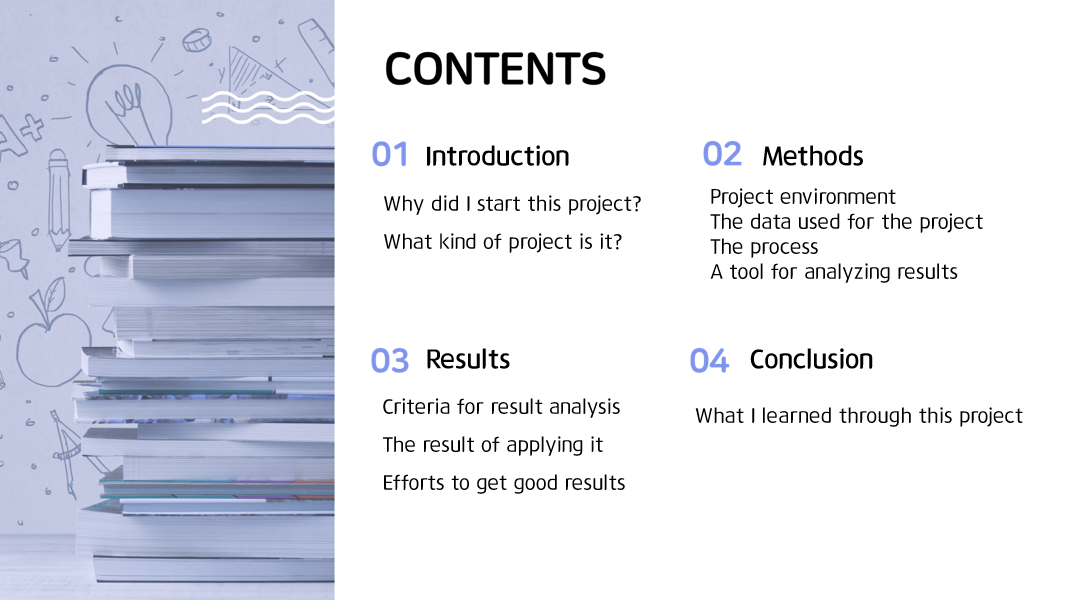 CONTENTS
01 Introduction
Why did I start this project?
What kind of project is it?
02 Methods
Project environment
The data used for the project
The process
A tool for analyzing results
03 Results
Criteria for result analysis
The result of applying it
Efforts to get good results
04 Conclusion
What I learned through this project
A+
y
x
2